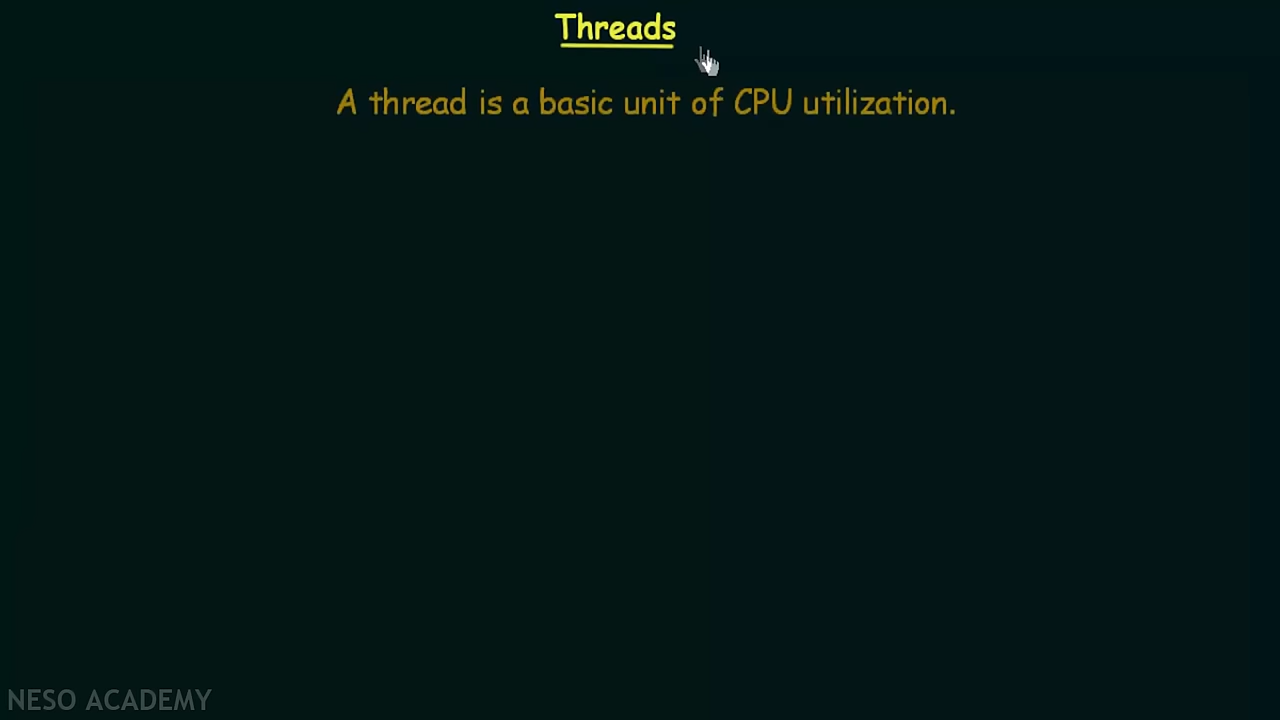 Threads
A thread is a basic unit of CPU utilization.
NESO ACADEMY